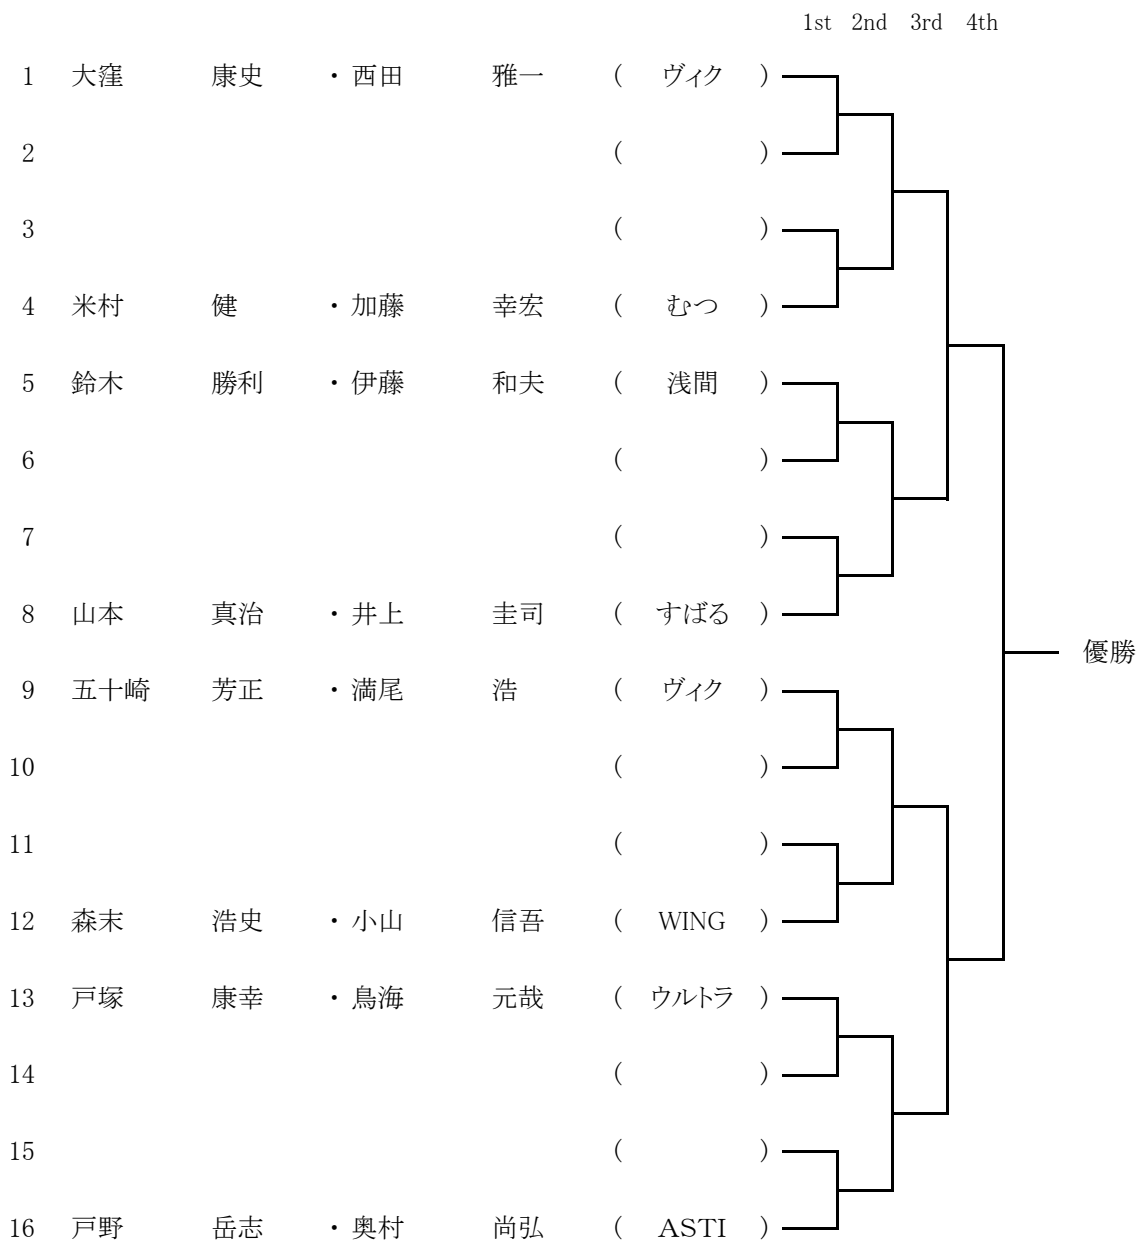 1st 2nd 3rd 4th
1 大窪 康史 ・ 西田 雅一 ( ヴィク )
2 ( )
3 ( )
4 米村 健 ・ 加藤 幸宏 ( むつ )
5 鈴木 勝利 ・ 伊藤 和夫 ( 浅間 )
6 ( )
7 ( )
8 山本 真治 ・ 井上 圭司 ( すばる )
優勝
9 五十崎 芳正 ・ 満尾 浩 ( ヴィク )
10 ( )
11 ( )
12 森末 浩史 ・ 小山 信吾 ( WING )
13 戸塚 康幸 ・ 鳥海 元哉 ( ウルトラ )
14 ( )
15 ( )
16 戸野 岳志 ・ 奥村 尚弘 ( ASTI )